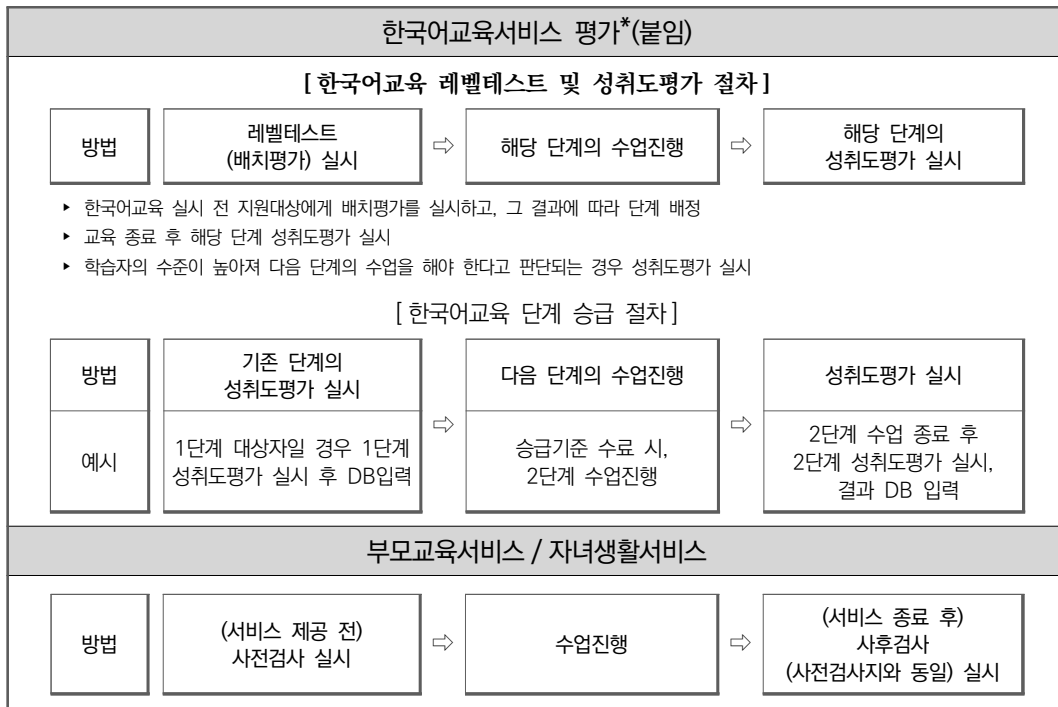 한국어교육서비스 평가*(붙임)
[ 한국어교육 레벨테스트 및 성취도평가 절차 ]
방법
레벨테스트
(배치평가) 실시
⇨
해당 단계의 수업진행
⇨
해당 단계의
성취도평가 실시
▸ 한국어교육 실시 전 지원대상에게 배치평가를 실시하고, 그 결과에 따라 단계 배정
▸ 교육 종료 후 해당 단계 성취도평가 실시
▸ 학습자의 수준이 높아져 다음 단계의 수업을 해야 한다고 판단되는 경우 성취도평가 실시
[ 한국어교육 단계 승급 절차 ]
방법
기존 단계의
성취도평가 실시
다음 단계의 수업진행
성취도평가 실시
⇨
⇨
예시
1단계 대상자일 경우 1단계
성취도평가 실시 후 DB입력
승급기준 수료 시,
2단계 수업진행
2단계 수업 종료 후
2단계 성취도평가 실시,
결과 DB 입력
부모교육서비스 / 자녀생활서비스
방법
(서비스 제공 전)
사전검사 실시
⇨
수업진행
⇨
(서비스 종료 후)
사후검사
(사전검사지와 동일) 실시